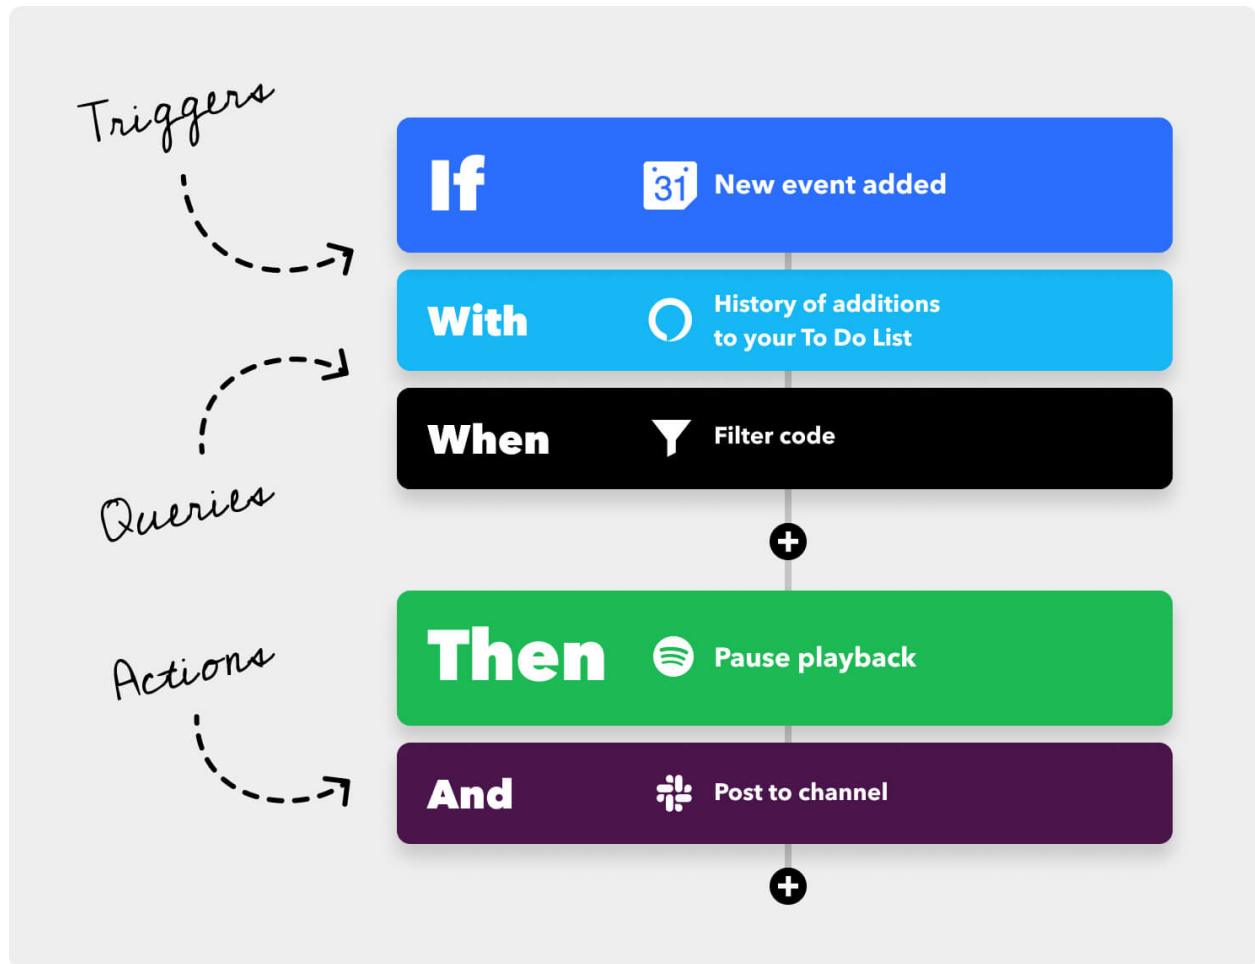 Triggers
If
31
New event added
With
History of additions
to your To Do List
Queries
When
Filter code
Actions
Then
Pause playback
And
Post to channel